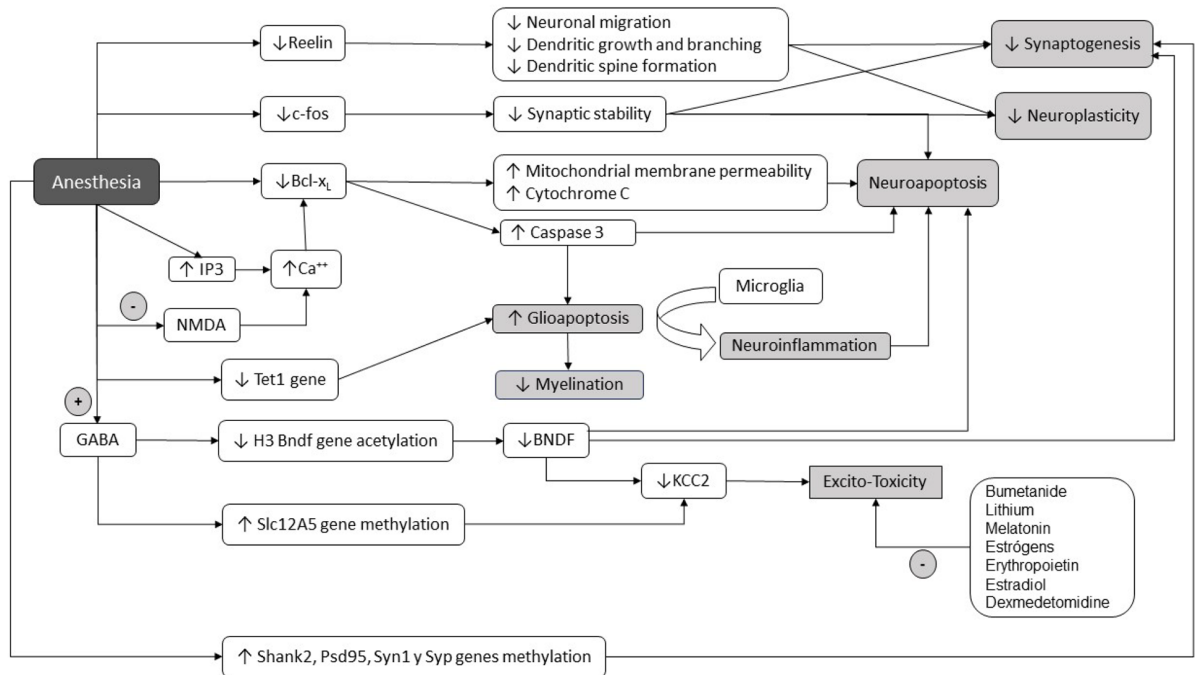 ↓ Reelin
↓ Neuronal migration
↓ Dendritic growth and branching
↓ Dendritic spine formation
↓ Synaptogenesis
↓ c-fos
↓ Synaptic stability
↓ Neuroplasticity
Anesthesia
↓ Bcl-xL
↑ Mitochondrial membrane permeability
↑ Cytochrome C
Neuroapoptosis
↑ Caspase 3
↑ IP3
↑ Ca++
Microglia
-
NMDA
↑ Glioapoptosis
Neuroinflammation
↓ Tet1 gene
↓ Myelination
+
GABA
↓ H3 Bndf gene acetylation
↓ BNDF
↓ KCC2
Excito-Toxicity
Bumetanide
Lithium
Melatonin
Estrógens
Erythropoietin
Estradiol
Dexmedetomidine
↑ Slc12A5 gene methylation
-
↑ Shank2, Psd95, Syn1 y Syp genes methylation